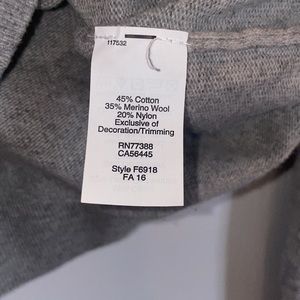 117532
45% Cotton
35% Merino Wool
20% Nylon
Exclusive of
Decoration/Trimming
RN77388
CA56445
Style F6918
FA 16